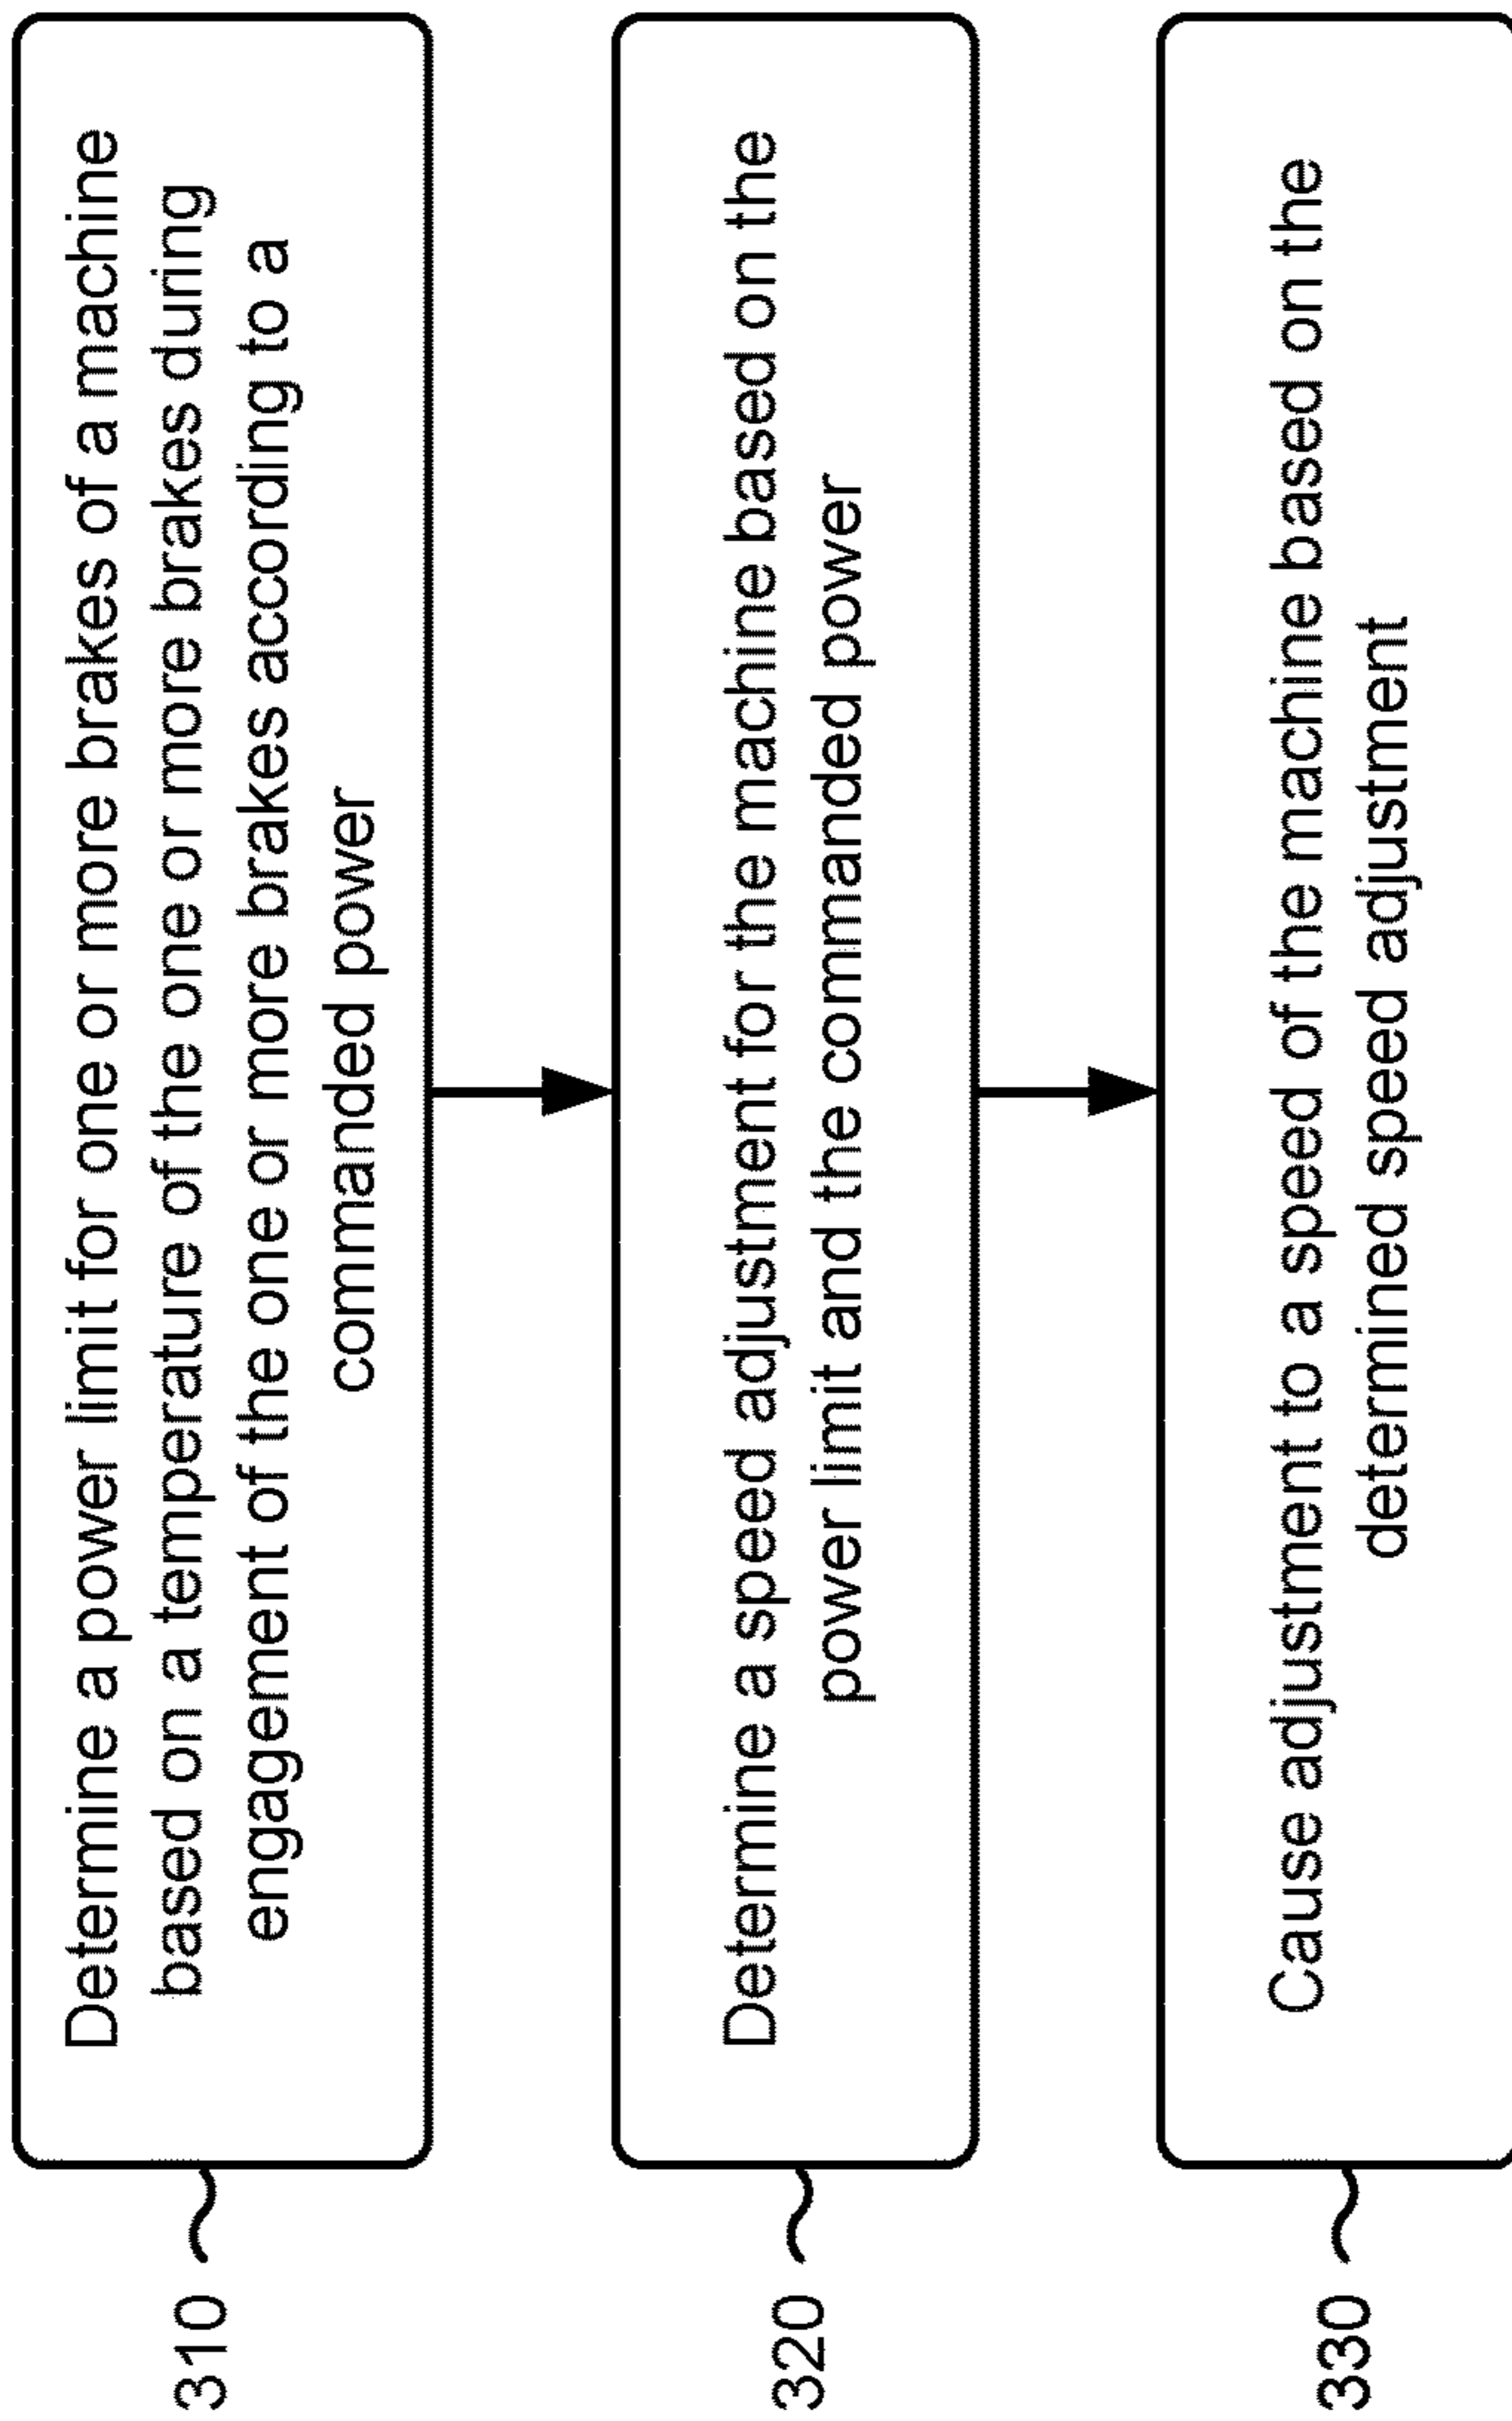 310
Determine a power limit for one or more brakes of a machine
based on a temperature of the one or more brakes during
engagement of the one or more brakes according to a
commanded power
320
Determine a speed adjustment for the machine based on the
power limit and the commanded power
330
Cause adjustment to a speed of the machine based on the
determined speed adjustment